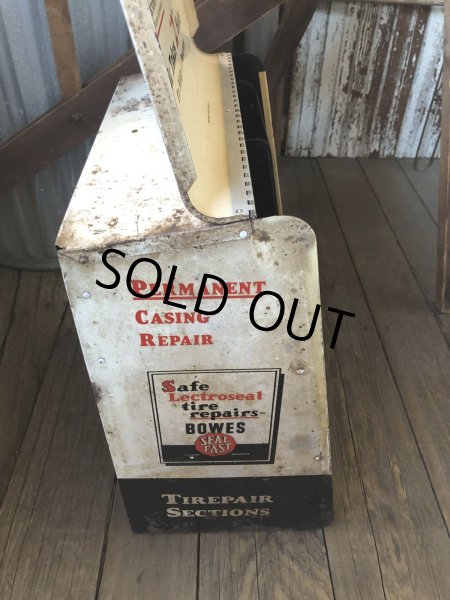 PERMANENT
CASING
REPAIR
SOLD OUT
Safe
Lectroseal
tire
repairs
BOWES
SEAL
FAST
TIREPAIR
SECTIONS